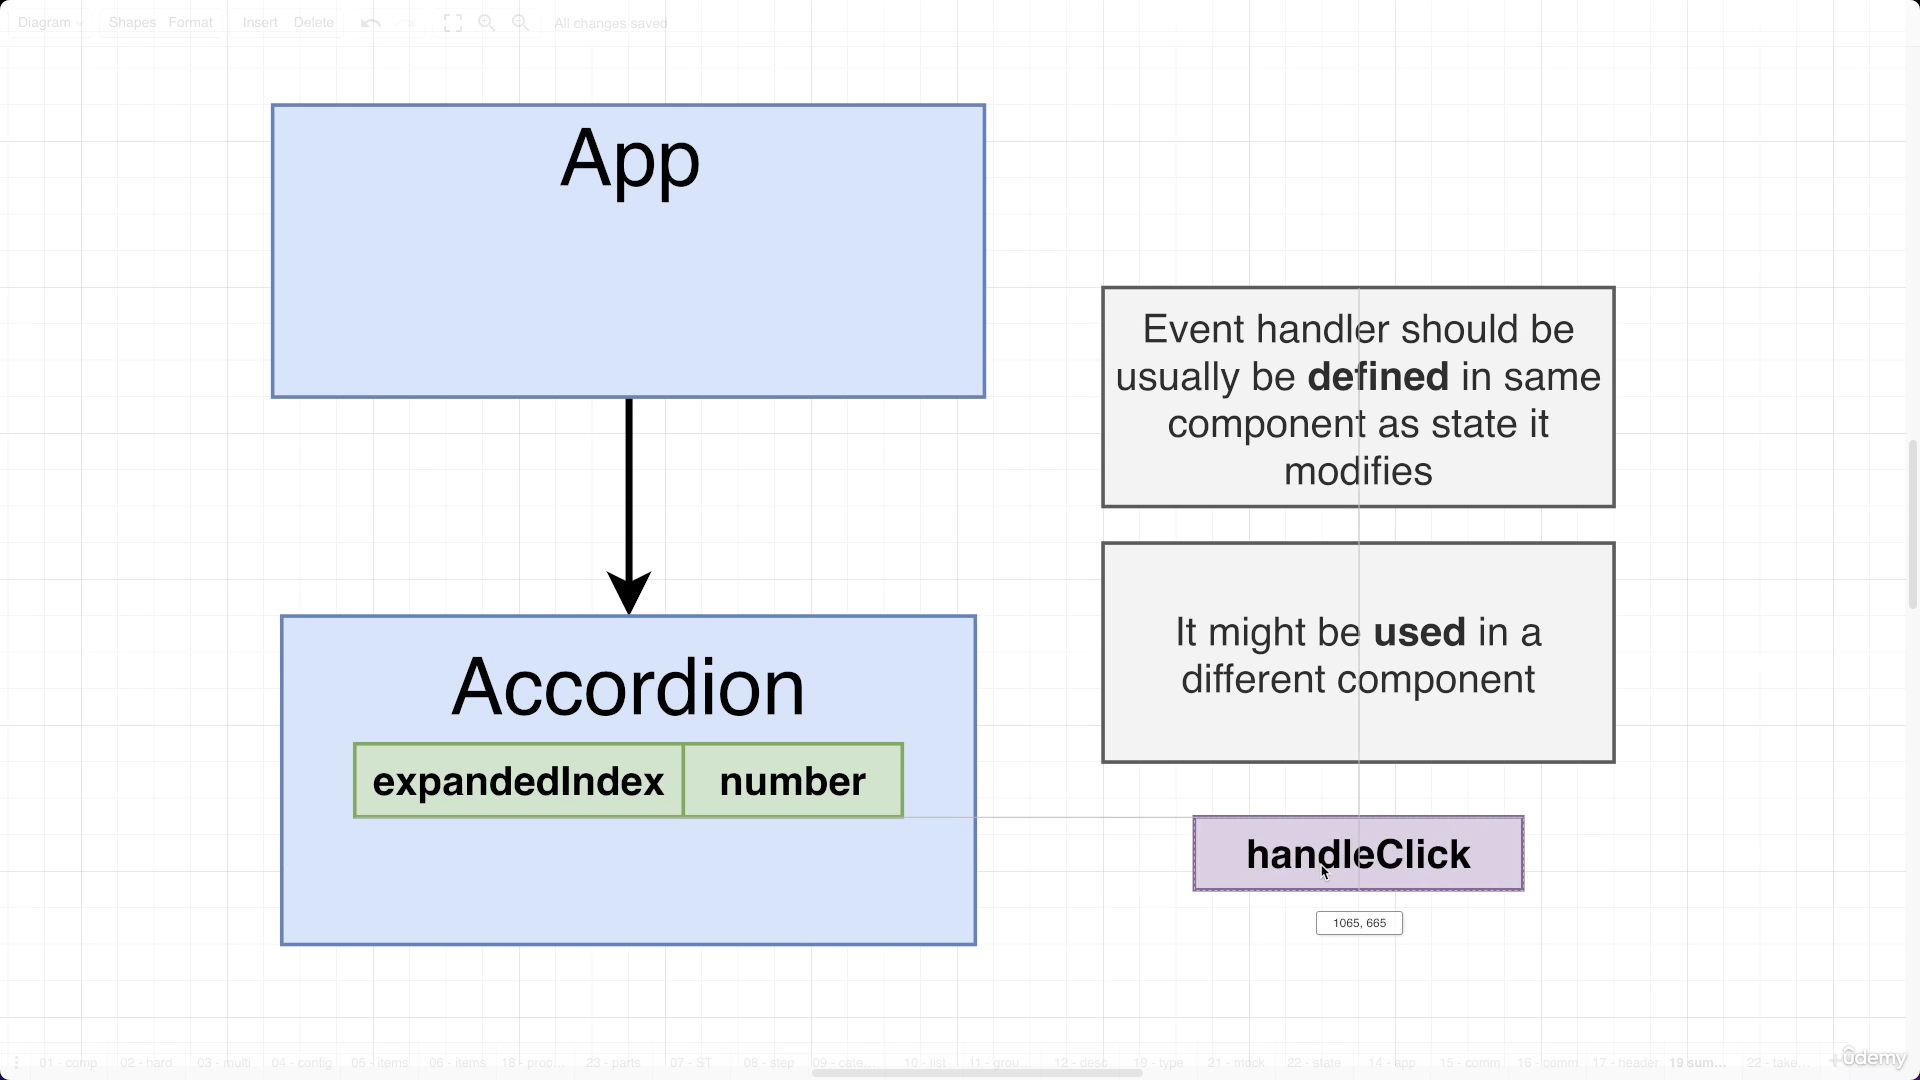 Diagram Shapes Format Insert Delete All changes saved
App
Event handler should be
usually be defined in same
component as state it
modifies
It might be used in a
different component
Accordion
expandedIndex number
handleClick
1065, 665
01 - comp 02 - hard 03 - multi 04 - config 05 - items 06 - items 18 - proc... 23 - parts 07 - ST 08 - step 09 - cate... 10 - list 11 - grou... 12 - desc 19 - type 21 - mock 22 - state 14 - app 15 - comm 16 - comm 17 - header 19 sum... 22 - take...
ûdemy